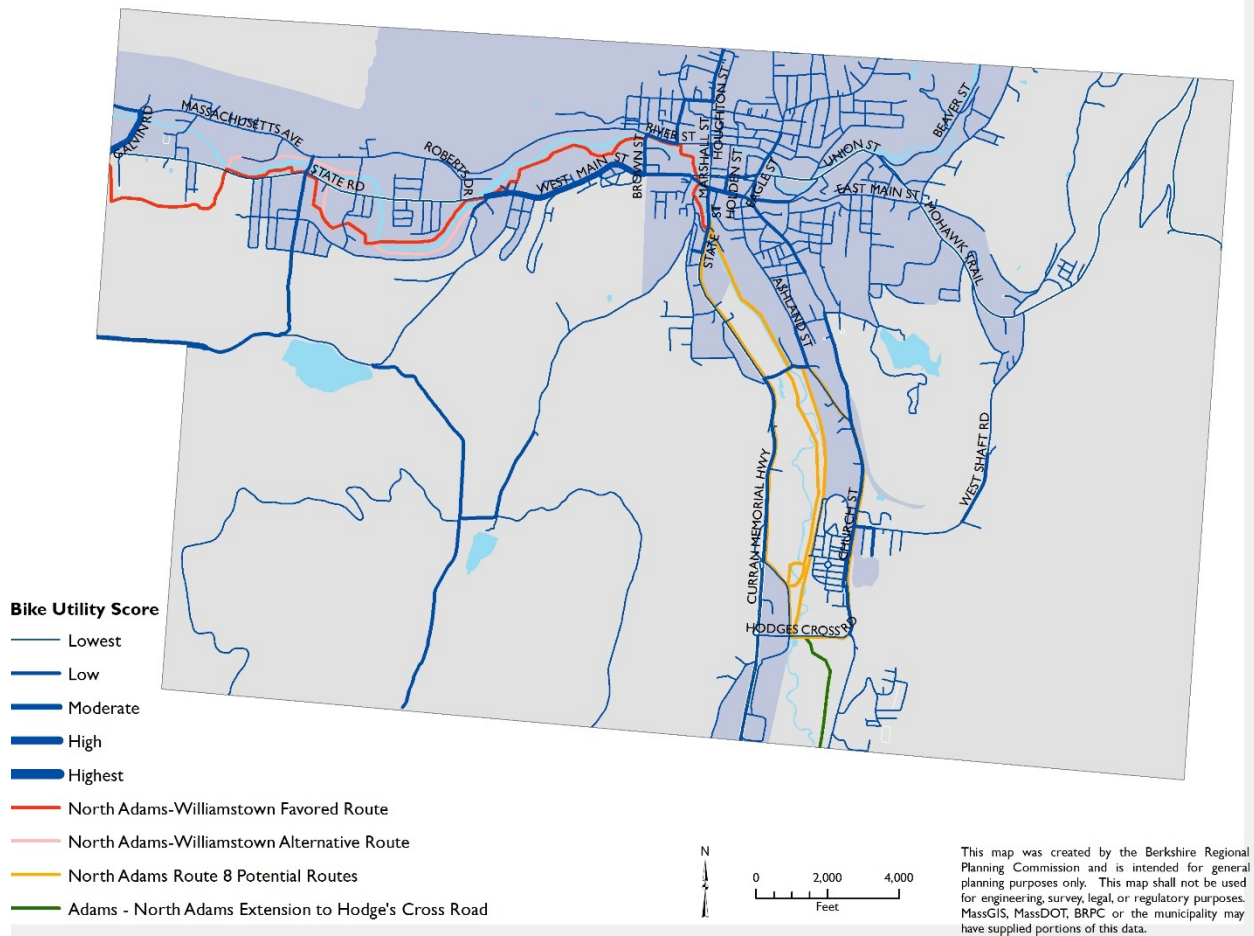 GALVIN RD
MASSACHUSETTS AVE
STATE RD
ROBERTS DR
WEST MAIN ST
BROWN ST
RIVER ST
MARSHALL ST
HOUGHTON ST
HOLDEN ST
EAGLE ST
UNION ST
BEAVER ST
EAST MAIN ST
MOHAWK TRAIL
STATE ST
ASHLAND ST
CURRAN MEMORIAL HWY
CHURCH ST
WEST SHAFT RD
HODGES CROSS RD
Bike Utility Score
Lowest
Low
Moderate
High
Highest
North Adams-Williamstown Favored Route
North Adams-Williamstown Alternative Route
North Adams Route 8 Potential Routes
Adams - North Adams Extension to Hodge's Cross Road
N
0 2,000 4,000
Feet
This map was created by the Berkshire Regional
Planning Commission and is intended for general
planning purposes only. This map shall not be used
for engineering, survey, legal, or regulatory purposes.
MassGIS, MassDOT, BRPC or the municipality may
have supplied portions of this data.